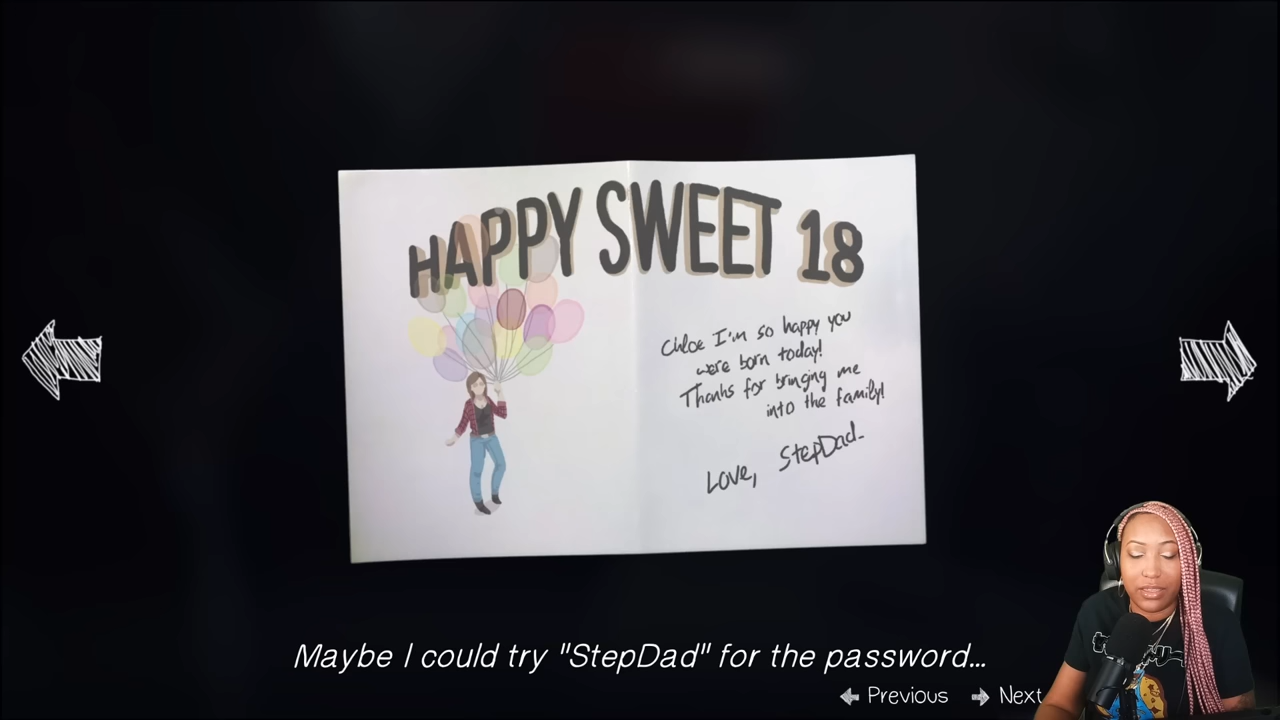 HAPPY SWEET 18
Chloe I'm so happy you
were born today!
Thanks for bringing me
into the family!
Love, StepDad
Maybe I could try "StepDad" for the password...
Previous Next